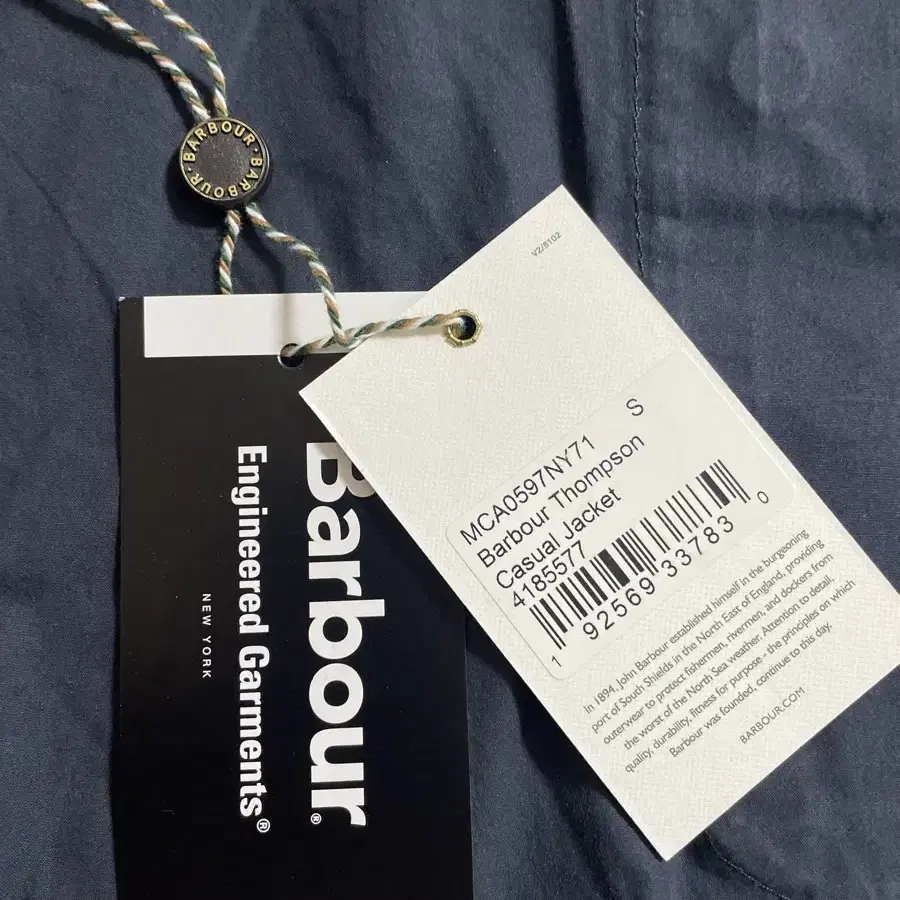 BARBOUR · BARBOUR ·
Barbour®
Engineered Garments®
NEW YORK
V2/8102
MCA0597NY71 S
Barbour Thompson
Casual Jacket
4185577
1 92569 33783 0
In 1894, John Barbour established himself in the burgeoning
port of South Shields in the North East of England, providing
outerwear to protect fishermen, rivermen, and dockers from
the worst of the North Sea weather. Attention to detail,
quality, durability, fitness for purpose - the principles on which
Barbour was founded, continue to this day.
BARBOUR.COM